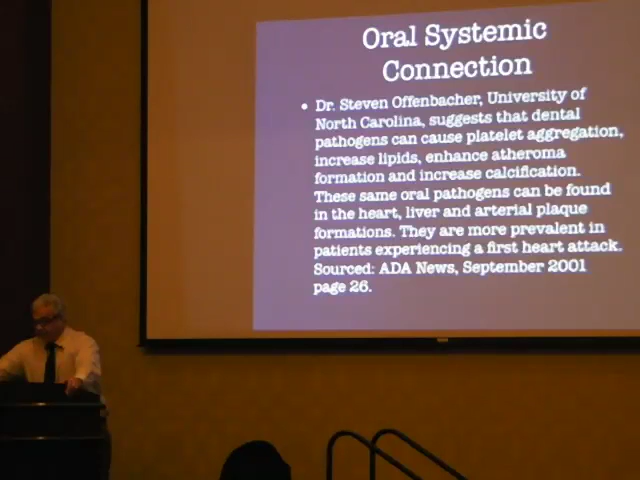 Oral Systemic
Connection
• Dr. Steven Offenbacher, University of
North Carolina, suggests that dental
pathogens can cause platelet aggregation,
increase lipids, enhance atheroma
formation and increase calcification.
These same oral pathogens can be found
in the heart, liver and arterial plaque
formations. They are more prevalent in
patients experiencing a first heart attack.
Sourced: ADA News, September 2001
page 26.